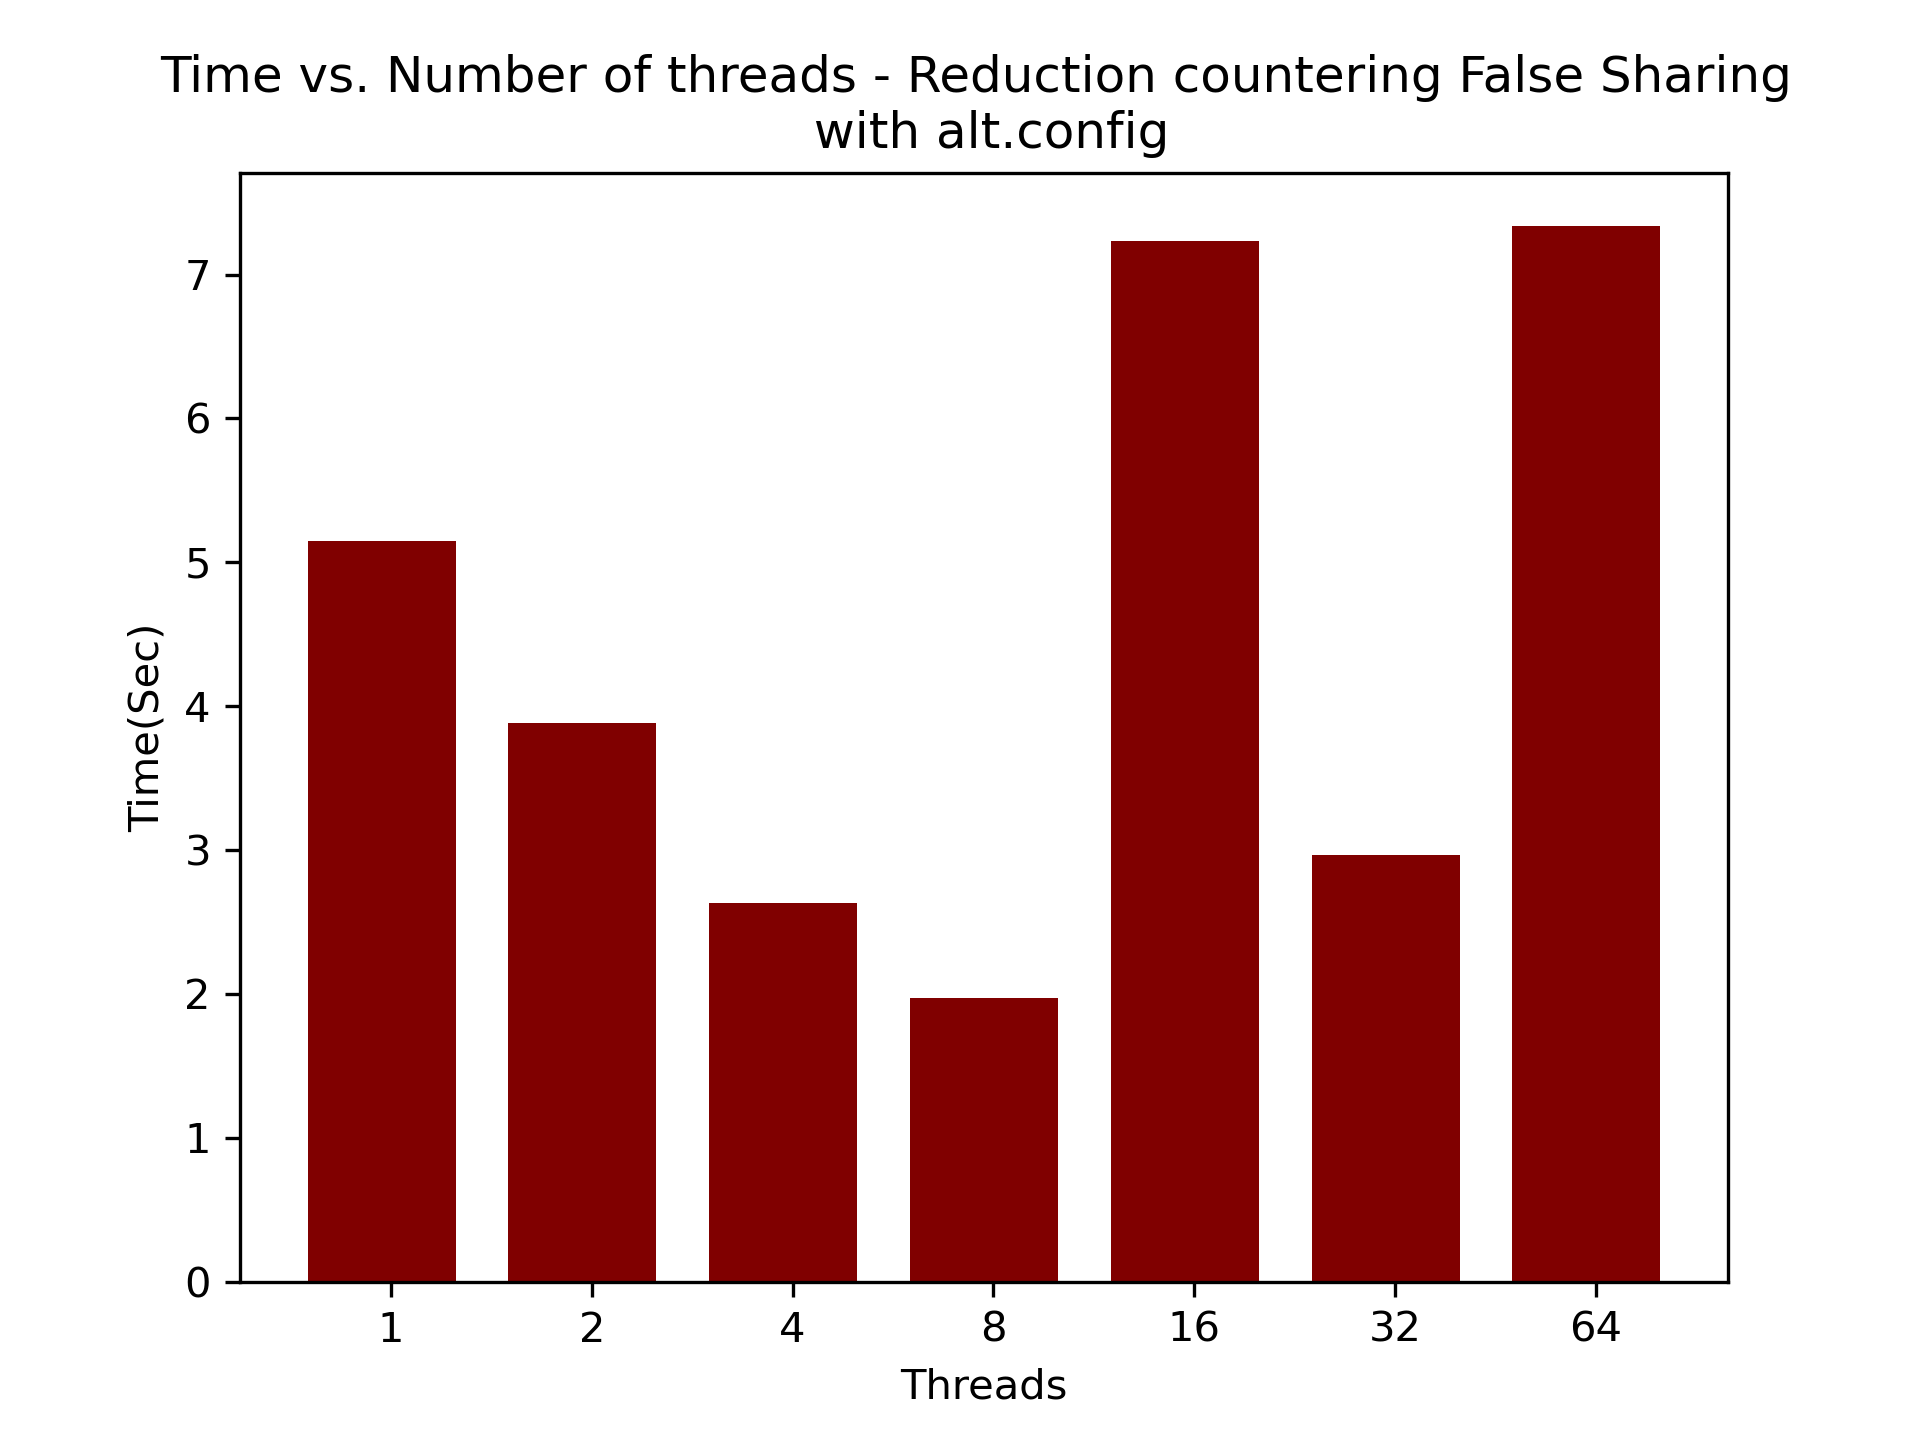 Time vs. Number of threads - Reduction countering False Sharing
with alt.config
7
6
5
4
3
2
1
0
Time(Sec)
1 2 4 8 16 32 64
Threads